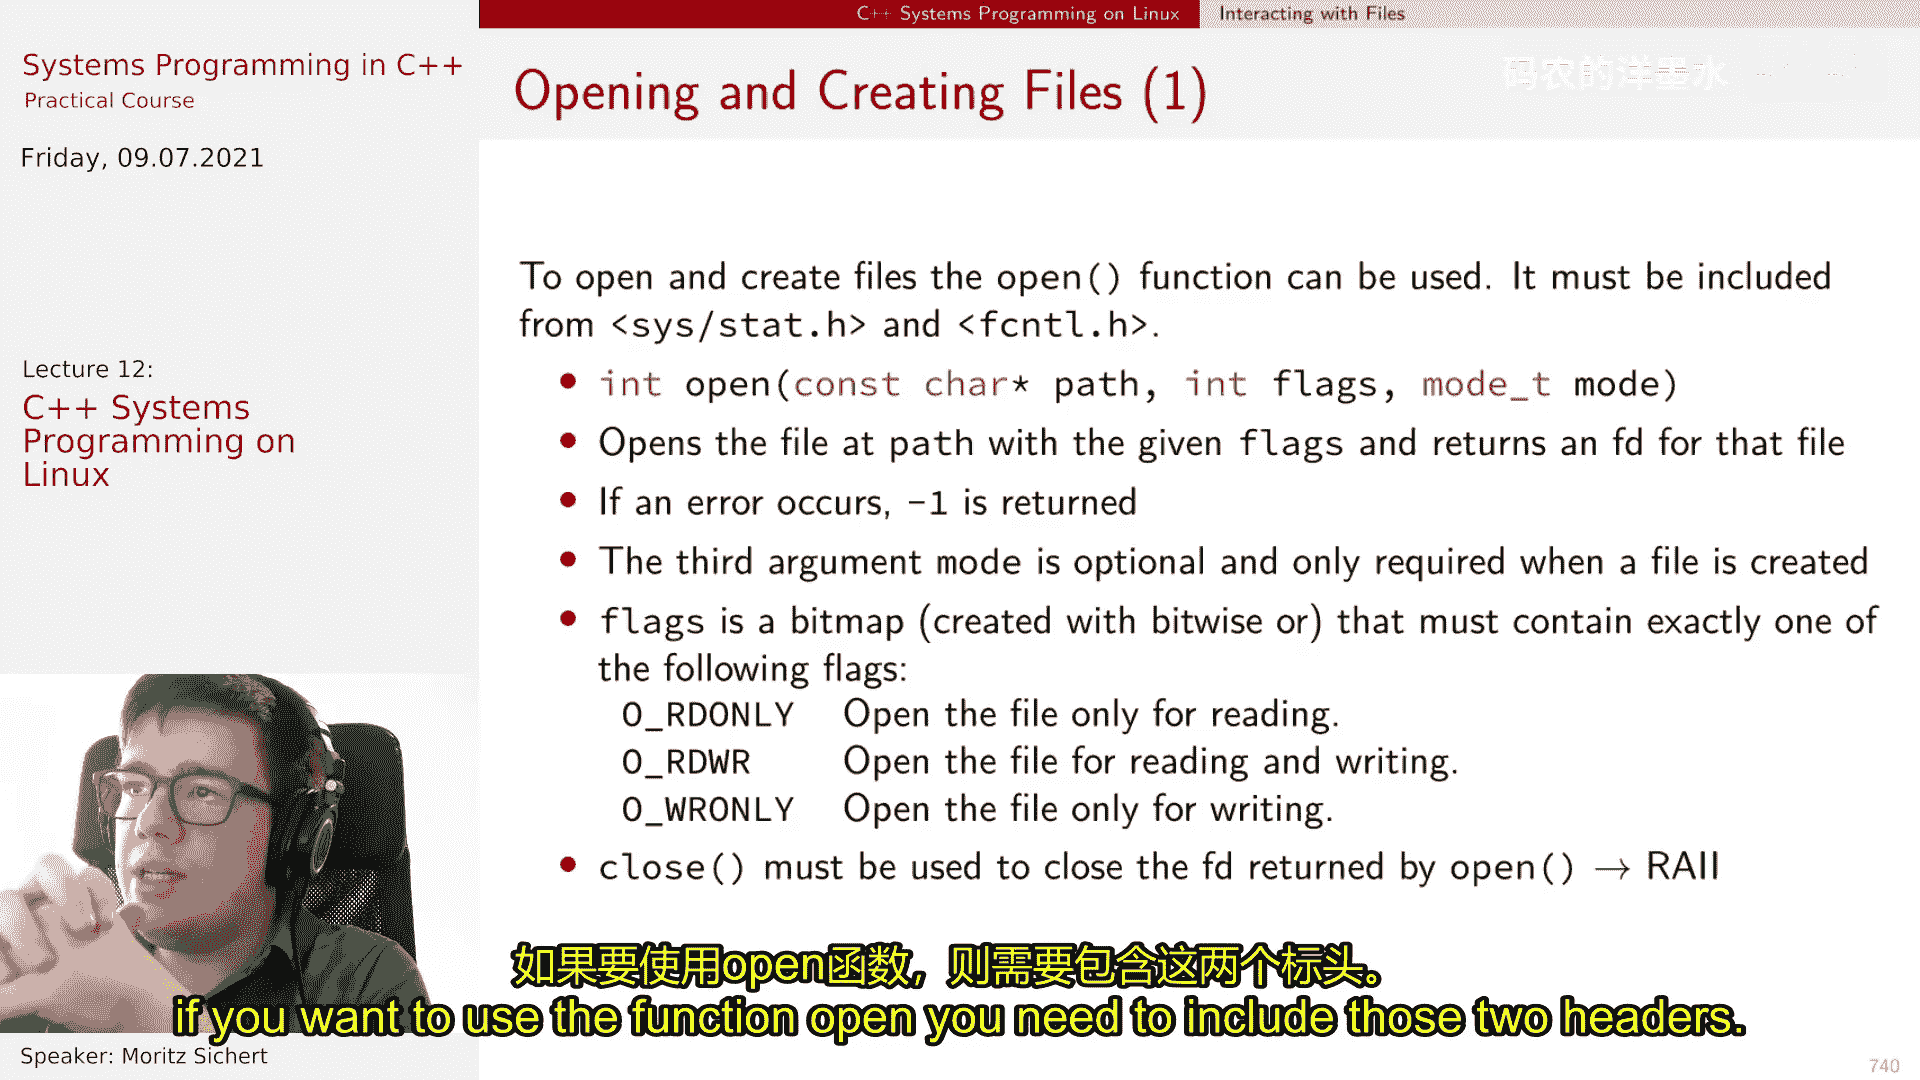 C++ Systems Programming on Linux
Interacting with Files
Systems Programming in C++
Practical Course
Friday, 09.07.2021
Lecture 12:
C++ Systems
Programming on
Linux
Opening and Creating Files (1)
码农的洋墨水
To open and create files the open() function can be used. It must be included
from <sys/stat.h> and <fcntl.h>.
• int open(const char* path, int flags, mode_t mode)
• Opens the file at path with the given flags and returns an fd for that file
• If an error occurs, -1 is returned
• The third argument mode is optional and only required when a file is created
• flags is a bitmap (created with bitwise or) that must contain exactly one of
the following flags:
O_RDONLY Open the file only for reading.
O_RDWR Open the file for reading and writing.
O_WRONLY Open the file only for writing.
• close() must be used to close the fd returned by open() → RAII
如果要使用open函数，则需要包含这两个标头。
if you want to use the function open you need to include those two headers.
Speaker: Moritz Sichert
740